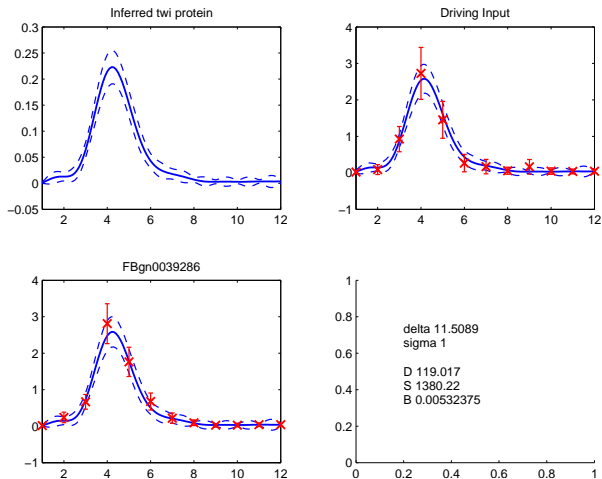 Inferred twi protein
0.3
0.25
0.2
0.15
0.1
0.05
0
−0.05
2 4 6 8 10 12
Driving Input
4
3
2
1
0
−1
2 4 6 8 10 12
FBgn0039286
4
3
2
1
0
−1
2 4 6 8 10 12
1
0.8
0.6
0.4
0.2
0
0 0.2 0.4 0.6 0.8 1
delta 11.5089
sigma 1
D 119.017
S 1380.22
B 0.00532375